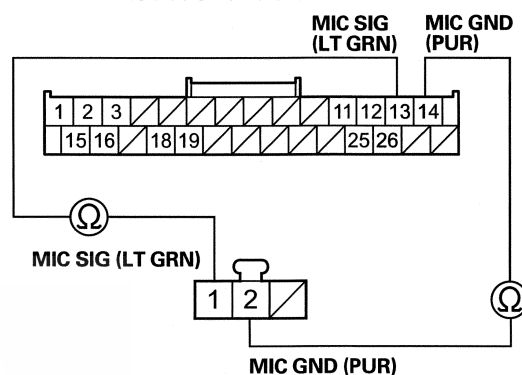 MIC SIG
(LT GRN)
MIC GND
(PUR)
1 2 3 11 12 13 14
15 16 18 19 25 26
Ω
MIC SIG (LT GRN)
1 2
Ω
MIC GND (PUR)